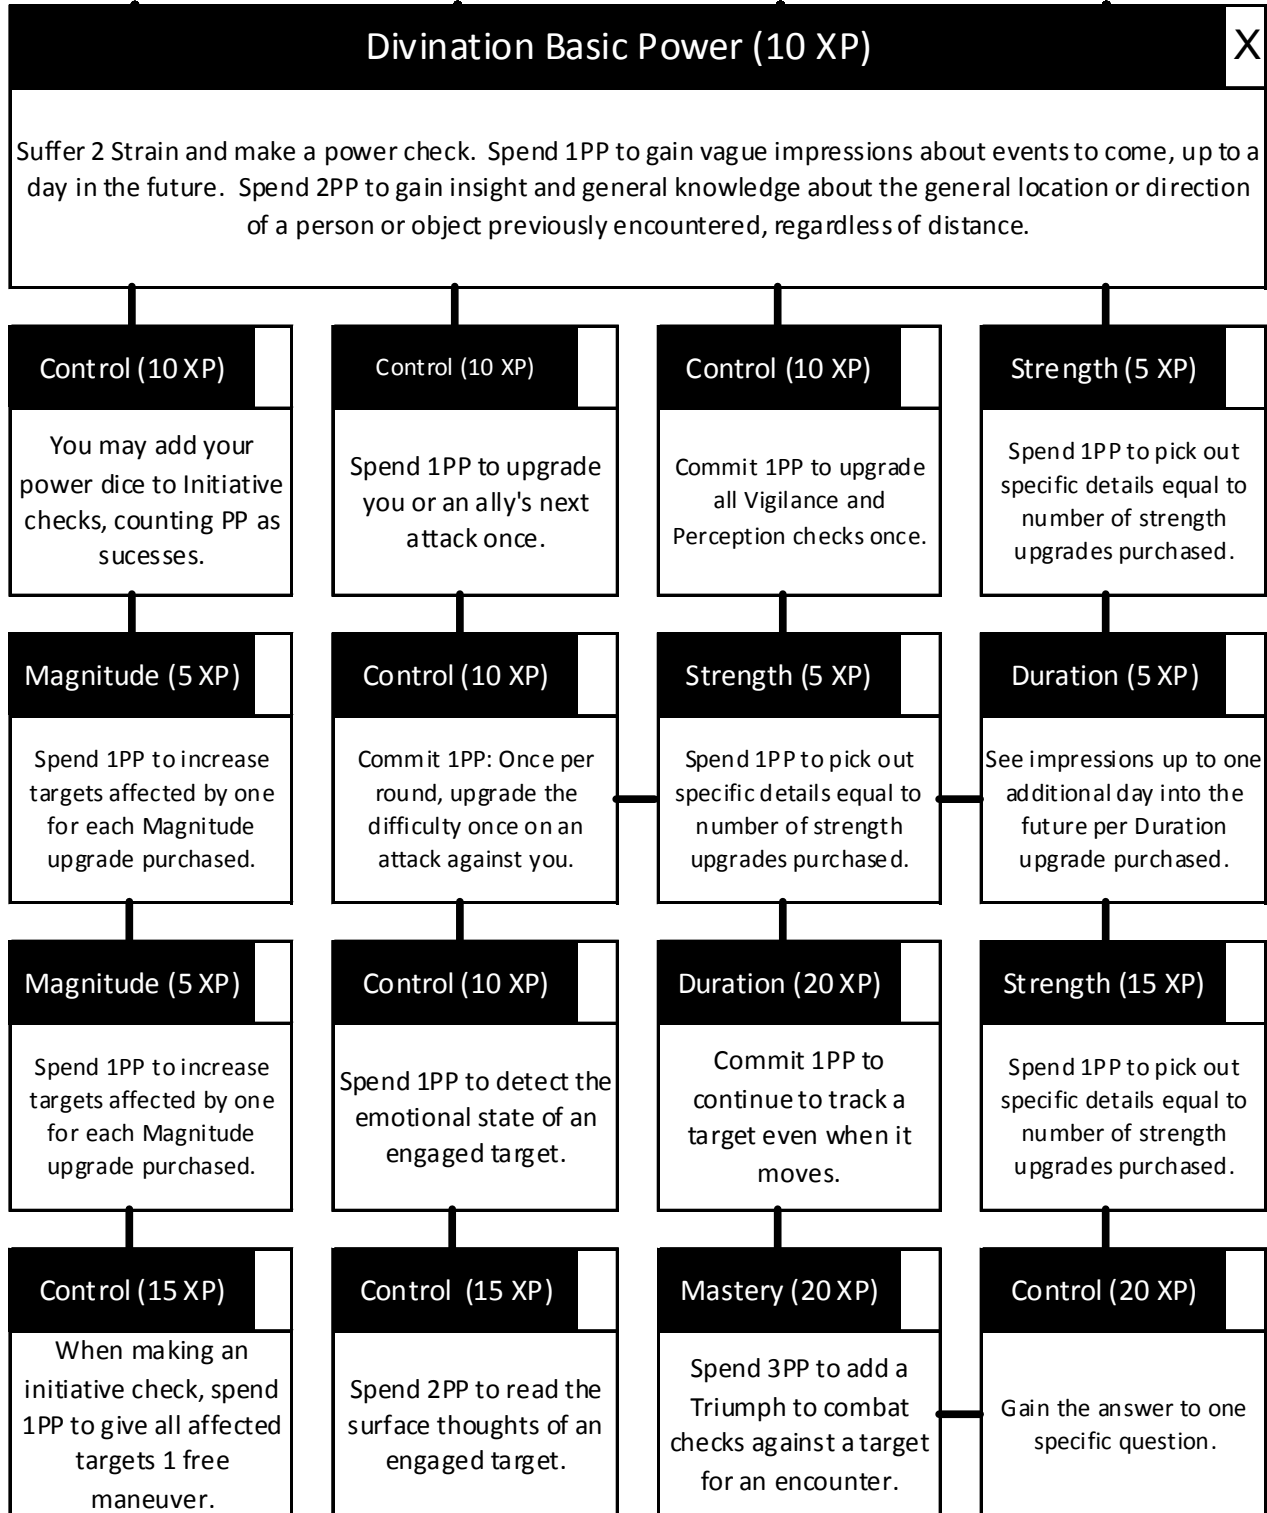 Divination Basic Power (10 XP)
X
Suffer 2 Strain and make a power check. Spend 1PP to gain vague impressions about events to come, up to a
day in the future. Spend 2PP to gain insight and general knowledge about the general location or direction
of a person or object previously encountered, regardless of distance.
Control (10 XP)
You may add your
power dice to Initiative
checks, counting PP as
sucesses.
Control (10 XP)
Spend 1PP to upgrade
you or an ally's next
attack once.
Control (10 XP)
Commit 1PP to upgrade
all Vigilance and
Perception checks once.
Strength (5 XP)
Spend 1PP to pick out
specific details equal to
number of strength
upgrades purchased.
Magnitude (5 XP)
Spend 1PP to increase
targets affected by one
for each Magnitude
upgrade purchased.
Control (10 XP)
Commit 1PP: Once per
round, upgrade the
difficulty once on an
attack against you.
Strength (5 XP)
Spend 1PP to pick out
specific details equal to
number of strength
upgrades purchased.
Duration (5 XP)
See impressions up to one
additional day into the
future per Duration
upgrade purchased.
Magnitude (5 XP)
Spend 1PP to increase
targets affected by one
for each Magnitude
upgrade purchased.
Control (10 XP)
Spend 1PP to detect the
emotional state of an
engaged target.
Duration (20 XP)
Commit 1PP to
continue to track a
target even when it
moves.
Strength (15 XP)
Spend 1PP to pick out
specific details equal to
number of strength
upgrades purchased.
Control (15 XP)
When making an
initiative check, spend
1PP to give all affected
targets 1 free
maneuver.
Control (15 XP)
Spend 2PP to read the
surface thoughts of an
engaged target.
Mastery (20 XP)
Spend 3PP to add a
Triumph to combat
checks against a target
for an encounter.
Control (20 XP)
Gain the answer to one
specific question.